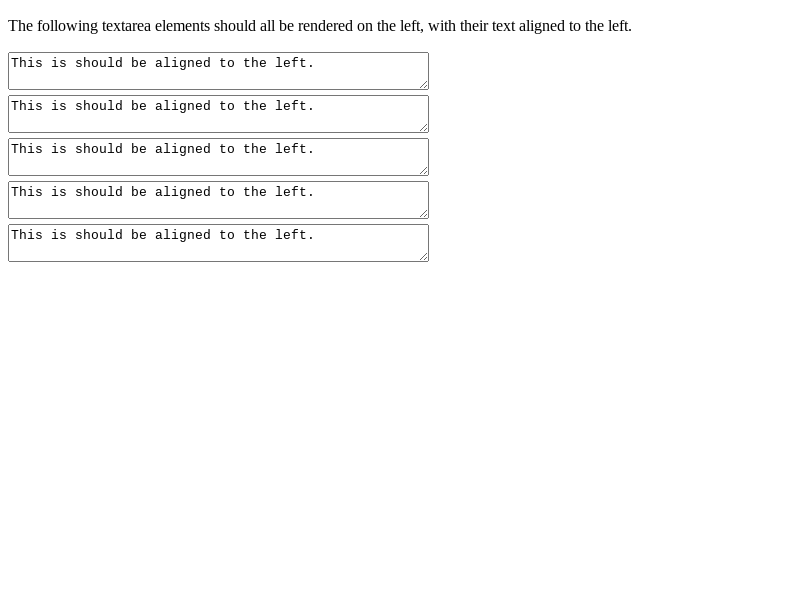 The following textarea elements should all be rendered on the left, with their text aligned to the left.
This is should be aligned to the left.
This is should be aligned to the left.
This is should be aligned to the left.
This is should be aligned to the left.
This is should be aligned to the left.